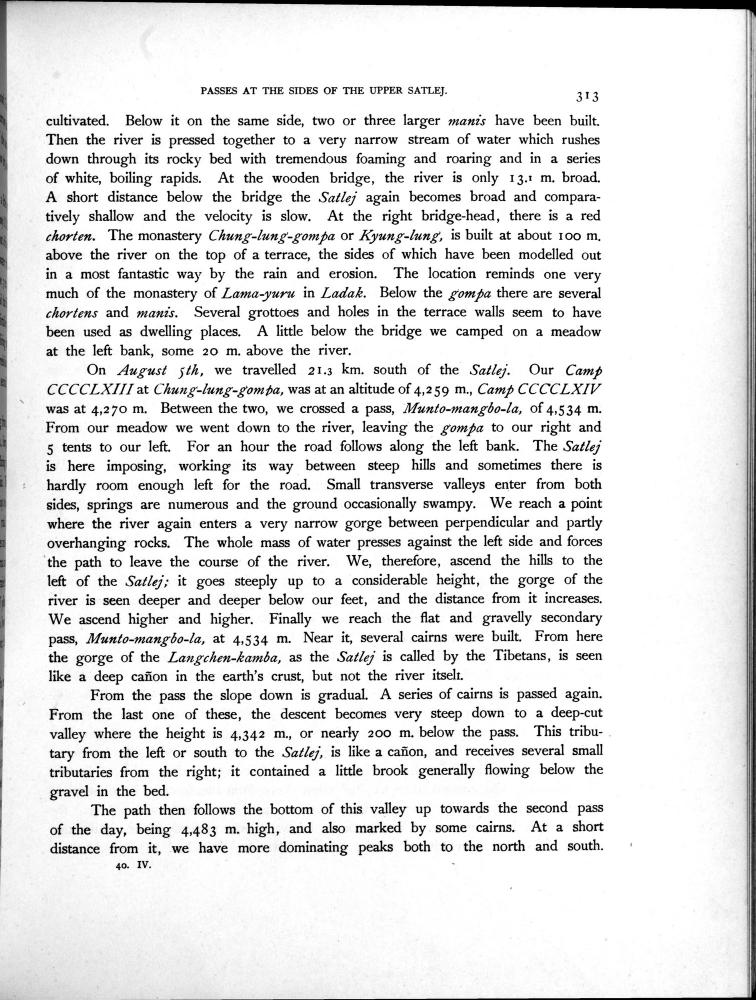 PASSES AT THE SIDES OF THE UPPER SATLEJ.
313
cultivated. Below it on the same side, two or three larger manis have been built.
Then the river is pressed together to a very narrow stream of water which rushes
down through its rocky bed with tremendous foaming and roaring and in a series
of white, boiling rapids. At the wooden bridge, the river is only 13.1 m. broad.
A short distance below the bridge the Satlej again becomes broad and compara-
tively shallow and the velocity is slow. At the right bridge-head, there is a red
chorten. The monastery Chung-lung-gompa or Kyung-lung, is built at about 100 m.
above the river on the top of a terrace, the sides of which have been modelled out
in a most fantastic way by the rain and erosion. The location reminds one very
much of the monastery of Lama-yuru in Ladak. Below the gompa there are several
chortens and manis. Several grottoes and holes in the terrace walls seem to have
been used as dwelling places. A little below the bridge we camped on a meadow
at the left bank, some 20 m. above the river.
On August 5th, we travelled 21.3 km. south of the Satlej. Our Camp
CCCCLXIII at Chung-lung-gompa, was at an altitude of 4,259 m., Camp CCCCLXIV
was at 4,270 m. Between the two, we crossed a pass, Munto-mangbo-la, of 4,534 m.
From our meadow we went down to the river, leaving the gompa to our right and
5 tents to our left. For an hour the road follows along the left bank. The Satlej
is here imposing, working its way between steep hills and sometimes there is
hardly room enough left for the road. Small transverse valleys enter from both
sides, springs are numerous and the ground occasionally swampy. We reach a point
where the river again enters a very narrow gorge between perpendicular and partly
overhanging rocks. The whole mass of water presses against the left side and forces
the path to leave the course of the river. We, therefore, ascend the hills to the
left of the Satlej; it goes steeply up to a considerable height, the gorge of the
river is seen deeper and deeper below our feet, and the distance from it increases.
We ascend higher and higher. Finally we reach the flat and gravelly secondary
pass, Munto-mangbo-la, at 4,534 m. Near it, several cairns were built. From here
the gorge of the Langchen-kamba, as the Satlej is called by the Tibetans, is seen
like a deep cañon in the earth's crust, but not the river itself.
From the pass the slope down is gradual. A series of cairns is passed again.
From the last one of these, the descent becomes very steep down to a deep-cut
valley where the height is 4,342 m., or nearly 200 m. below the pass. This tribu-
tary from the left or south to the Satlej, is like a cañon, and receives several small
tributaries from the right; it contained a little brook generally flowing below the
gravel in the bed.
The path then follows the bottom of this valley up towards the second pass
of the day, being 4,483 m. high, and also marked by some cairns. At a short
distance from it, we have more dominating peaks both to the north and south.
40. IV.